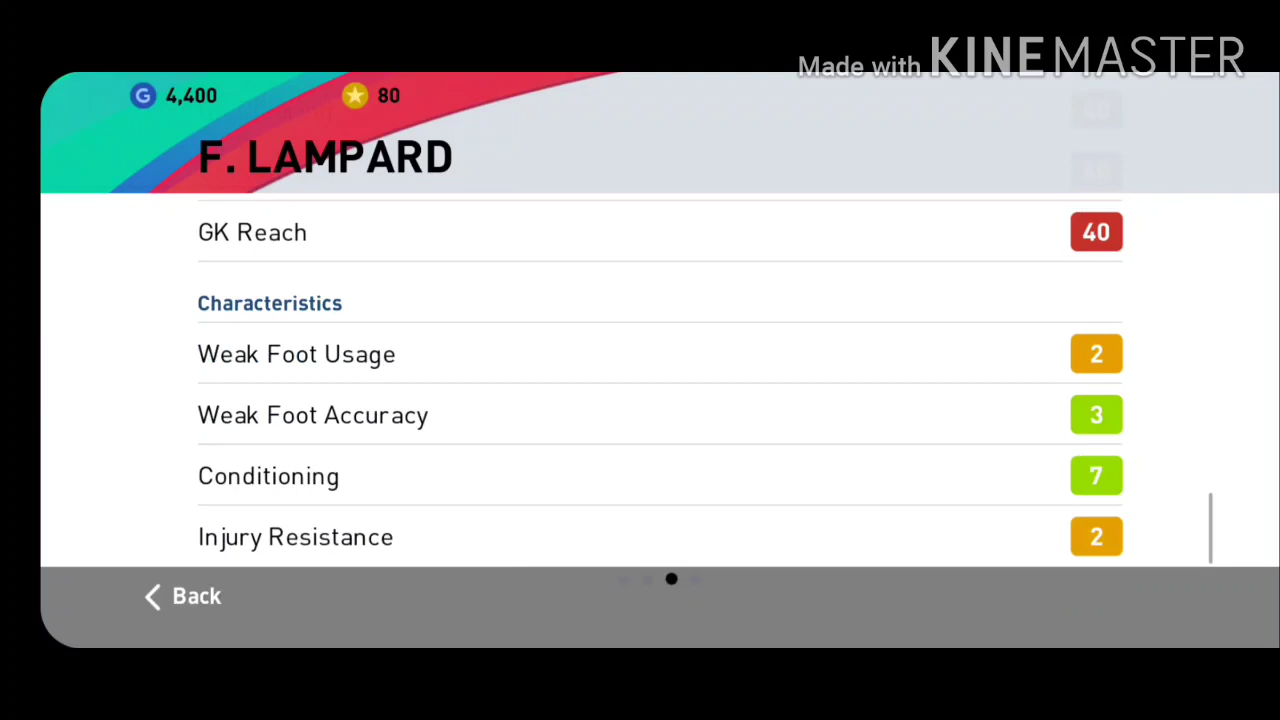 Made with KINEMASTER
G 4,400 80
F. LAMPARD
GK Reach 40
Characteristics
Weak Foot Usage 2
Weak Foot Accuracy 3
Conditioning 7
Injury Resistance 2
Back